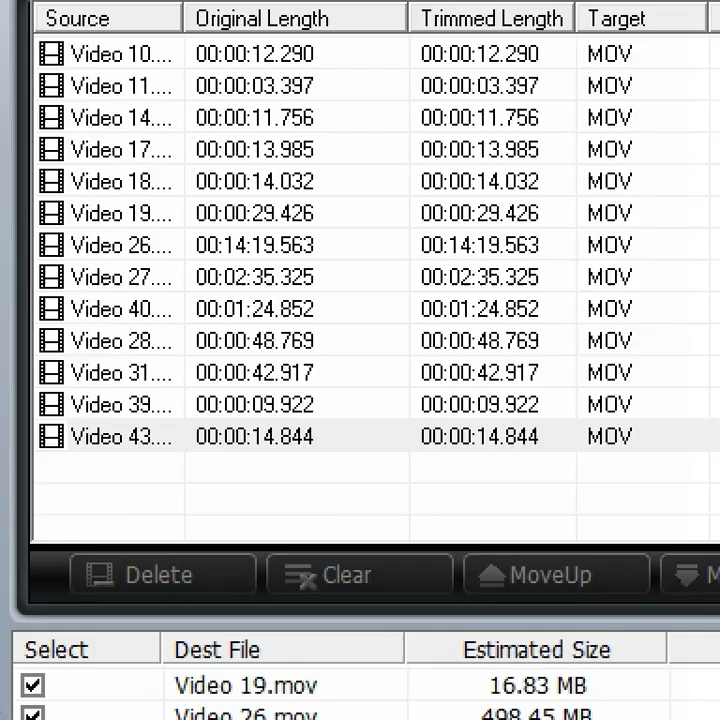 Source Original Length Trimmed Length Target
Video 10.... 00:00:12.290 00:00:12.290 MOV
Video 11.... 00:00:03.397 00:00:03.397 MOV
Video 14.... 00:00:11.756 00:00:11.756 MOV
Video 17.... 00:00:13.985 00:00:13.985 MOV
Video 18.... 00:00:14.032 00:00:14.032 MOV
Video 19.... 00:00:29.426 00:00:29.426 MOV
Video 26.... 00:14:19.563 00:14:19.563 MOV
Video 27.... 00:02:35.325 00:02:35.325 MOV
Video 40.... 00:01:24.852 00:01:24.852 MOV
Video 28.... 00:00:48.769 00:00:48.769 MOV
Video 31.... 00:00:42.917 00:00:42.917 MOV
Video 39.... 00:00:09.922 00:00:09.922 MOV
Video 43.... 00:00:14.844 00:00:14.844 MOV
Delete Clear MoveUp M
Select Dest File Estimated Size
Video 19.mov 16.83 MB
Video 26.mov 498.45 MB